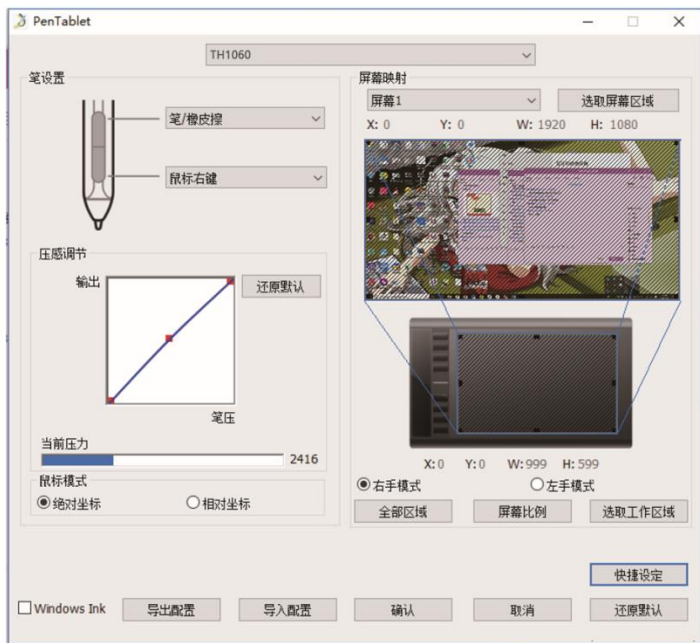 PenTablet
TH1060
笔设置
笔/橡皮擦
鼠标右键
压感调节
输出
还原默认
笔压
当前压力
2416
鼠标模式
绝对坐标
相对坐标
屏幕映射
屏幕1
选取屏幕区域
X: 0 Y: 0 W: 1920 H: 1080
X:0 Y:0 W:999 H:599
右手模式
左手模式
全部区域
屏幕比例
选取工作区域
快捷设定
Windows Ink
导出配置
导入配置
确认
取消
还原默认